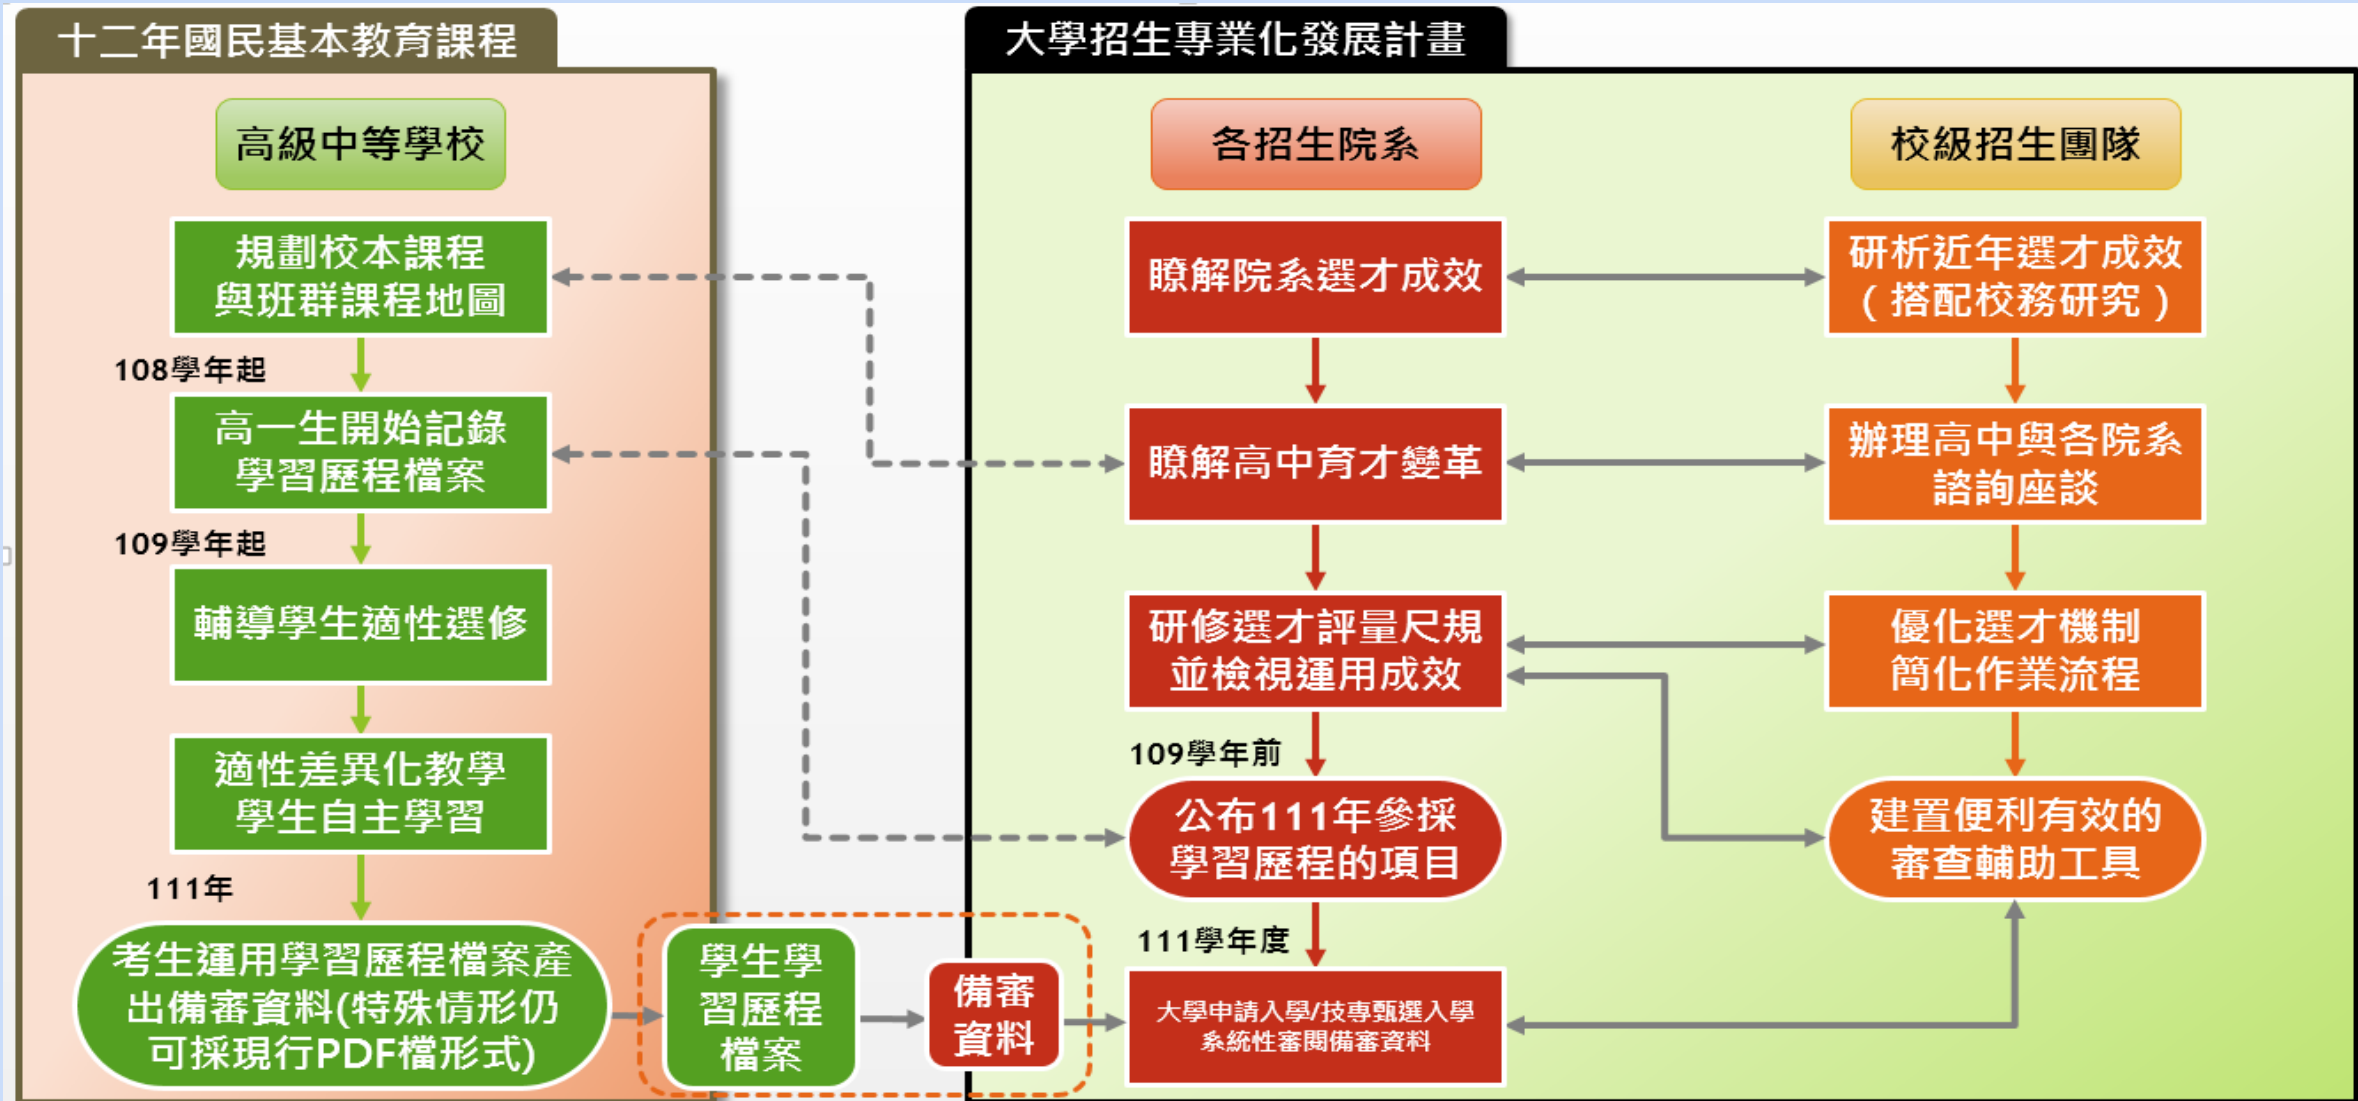 十二年國民基本教育課程
高級中等學校
規劃校本課程
與班群課程地圖
108學年起
高一生開始記錄
學習歷程檔案
109學年起
輔導學生適性選修
適性差異化教學
學生自主學習
111年
考生運用學習歷程檔案產
出備審資料(特殊情形仍
可採現行PDF檔形式)
學生學
習歷程
檔案
備審
資料
大學招生專業化發展計畫
各招生院系
瞭解院系選才成效
瞭解高中育才變革
研修選才評量尺規
並檢視運用成效
109學年前
公布111年參採
學習歷程的項目
111學年度
大學申請入學/技專甄選入學
系統性審閱備審資料
校級招生團隊
研析近年選才成效
(搭配校務研究)
辦理高中與各院系
諮詢座談
優化選才機制
簡化作業流程
建置便利有效的
審查輔助工具